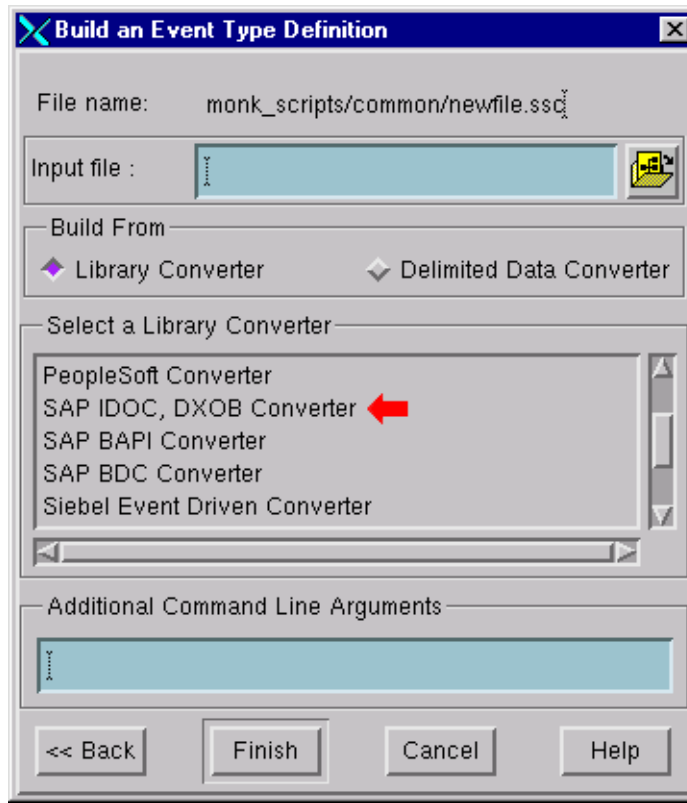 Build an Event Type Definition
File name: monk_scripts/common/newfile.ssc
Input file :
Build From
Library Converter Delimited Data Converter
Select a Library Converter
PeopleSoft Converter
SAP IDOC, DXOB Converter
SAP BAPI Converter
SAP BDC Converter
Siebel Event Driven Converter
Additional Command Line Arguments
<< Back Finish Cancel Help